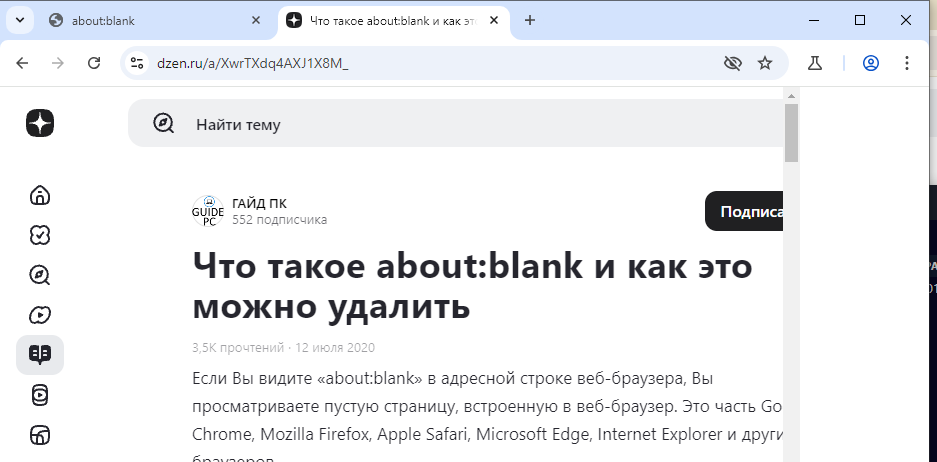 about:blank
Что такое about:blank и как эт
dzen.ru/a/XwrTXdq4AXJ1X8M_
Найти тему
GUIDE PC
ГАЙД ПК
552 подписчика
Подписа
Что такое about:blank и как это
можно удалить
3,5K прочтений · 12 июля 2020
Если Вы видите «about:blank» в адресной строке веб-браузера, Вы
просматриваете пустую страницу, встроенную в веб-браузер. Это часть Go
Chrome, Mozilla Firefox, Apple Safari, Microsoft Edge, Internet Explorer и други
браузеров